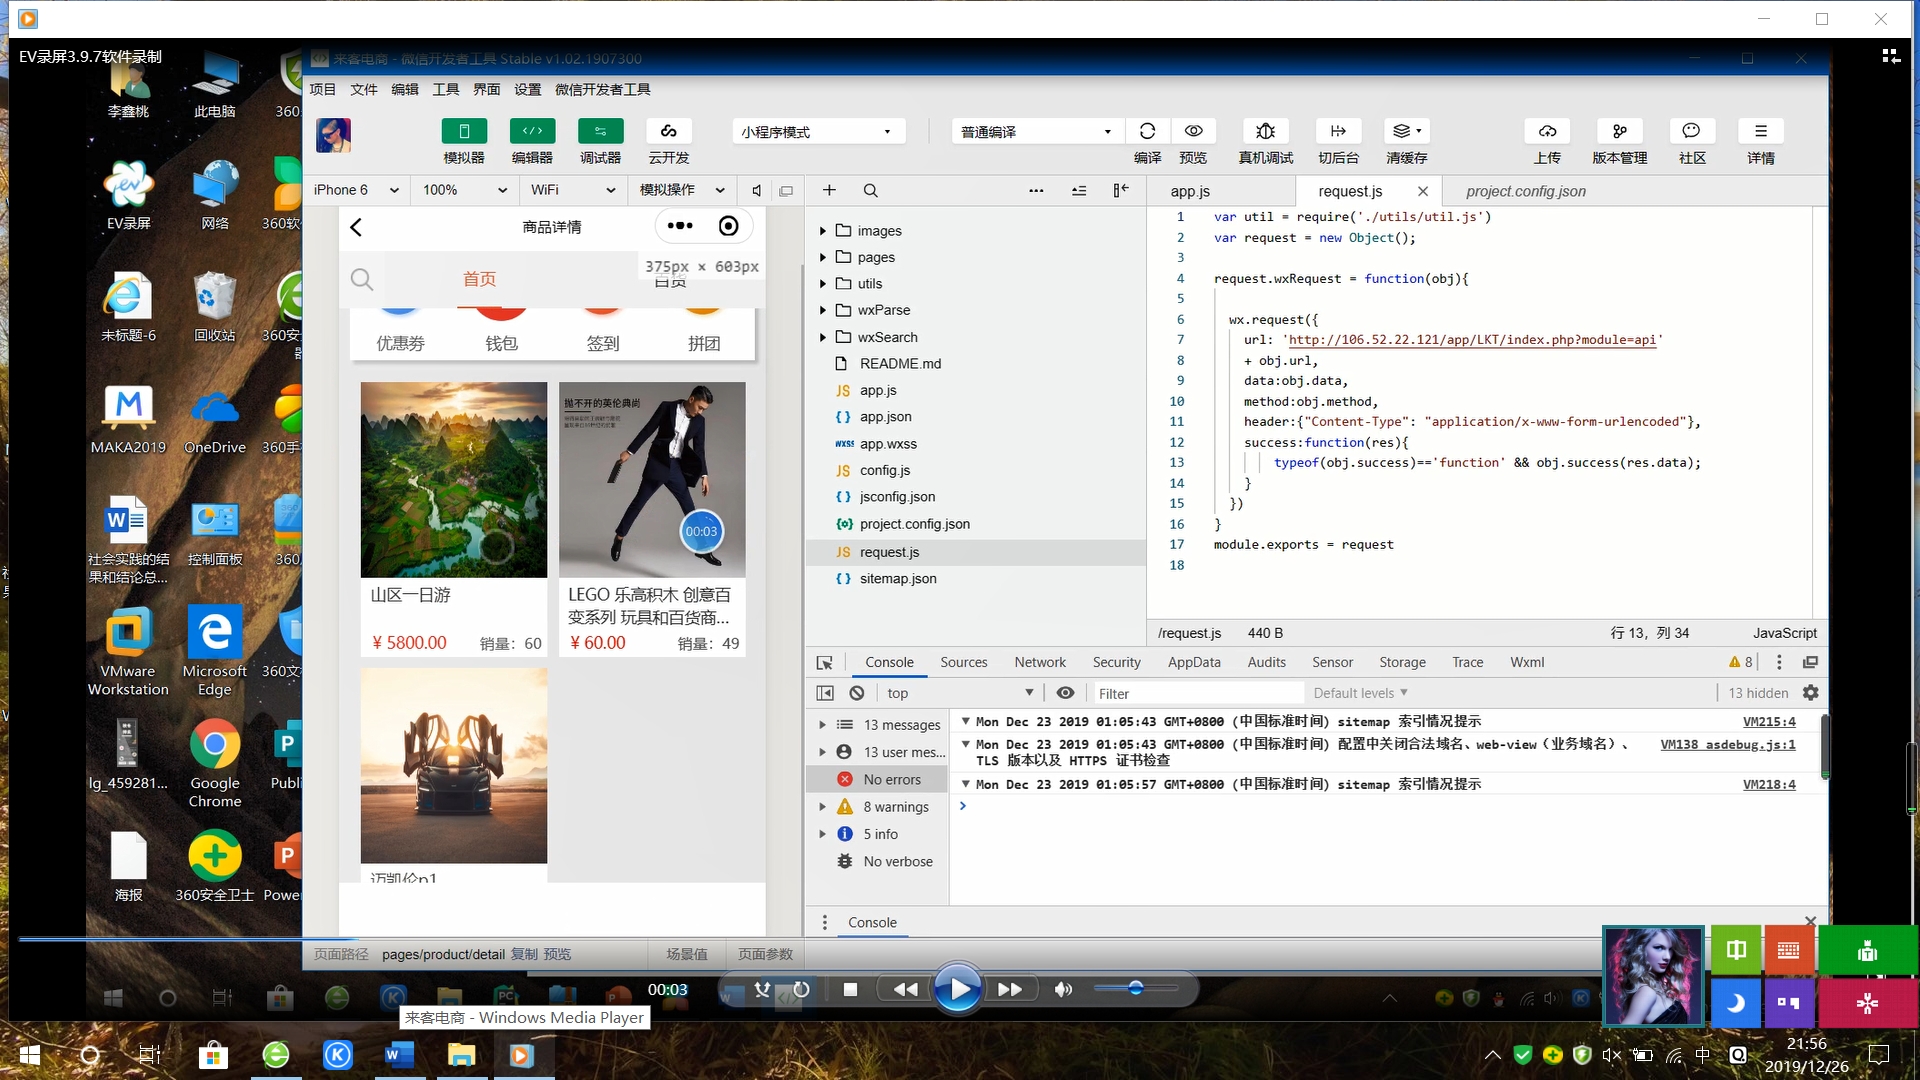 EV录屏3.9.7软件录制
来客电商 - 微信开发者工具 Stable v1.02.1907300
李鑫桃
此电脑
EV录屏
网络
未标题-6
回收站
MAKA2019
OneDrive
社会实践的结
果和结论总...
控制面板
VMware
Workstation
Microsoft
Edge
lg_459281...
Google
Chrome
海报
360安全卫士
项目 文件 编辑 工具 界面 设置 微信开发者工具
模拟器
编辑器
调试器
云开发
小程序模式
普通编译
编译
预览
真机调试
切后台
清缓存
上传
版本管理
社区
详情
iPhone 6
100%
WiFi
模拟操作
商品详情
375px × 603px
首页
百货
优惠劵
钱包
签到
拼团
抛不开的英伦典尚
00:03
山区一日游
¥ 5800.00
销量：60
LEGO 乐高积木 创意百
变系列 玩具和百货商...
¥ 60.00
销量：49
迈凯伦p1
页面路径 pages/product/detail 复制 预览
场景值
页面参数
images
pages
utils
wxParse
wxSearch
README.md
JS app.js
{ } app.json
wxss app.wxss
JS config.js
{ } jsconfig.json
project.config.json
JS request.js
{ } sitemap.json
app.js
request.js
project.config.json
1 var util = require('./utils/util.js')
2 var request = new Object();
3
4 request.wxRequest = function(obj){
5
6 wx.request({
7 url: 'http://106.52.22.121/app/LKT/index.php?module=api'
8 + obj.url,
9 data:obj.data,
10 method:obj.method,
11 header:{"Content-Type": "application/x-www-form-urlencoded"},
12 success:function(res){
13 typeof(obj.success)=='function' && obj.success(res.data);
14 }
15 })
16 }
17 module.exports = request
18
/request.js
440 B
行 13，列 34
JavaScript
Console Sources Network Security AppData Audits Sensor Storage Trace Wxml
8
top
Filter
Default levels
13 hidden
13 messages
13 user mes...
No errors
8 warnings
5 info
No verbose
Mon Dec 23 2019 01:05:43 GMT+0800 (中国标准时间) sitemap 索引情况提示
VM215:4
Mon Dec 23 2019 01:05:43 GMT+0800 (中国标准时间) 配置中关闭合法域名、web-view（业务域名）、
TLS 版本以及 HTTPS 证书检查
VM138 asdebug.js:1
Mon Dec 23 2019 01:05:57 GMT+0800 (中国标准时间) sitemap 索引情况提示
VM218:4
Console
00:03
来客电商 - Windows Media Player
中
21:56
2019/12/26